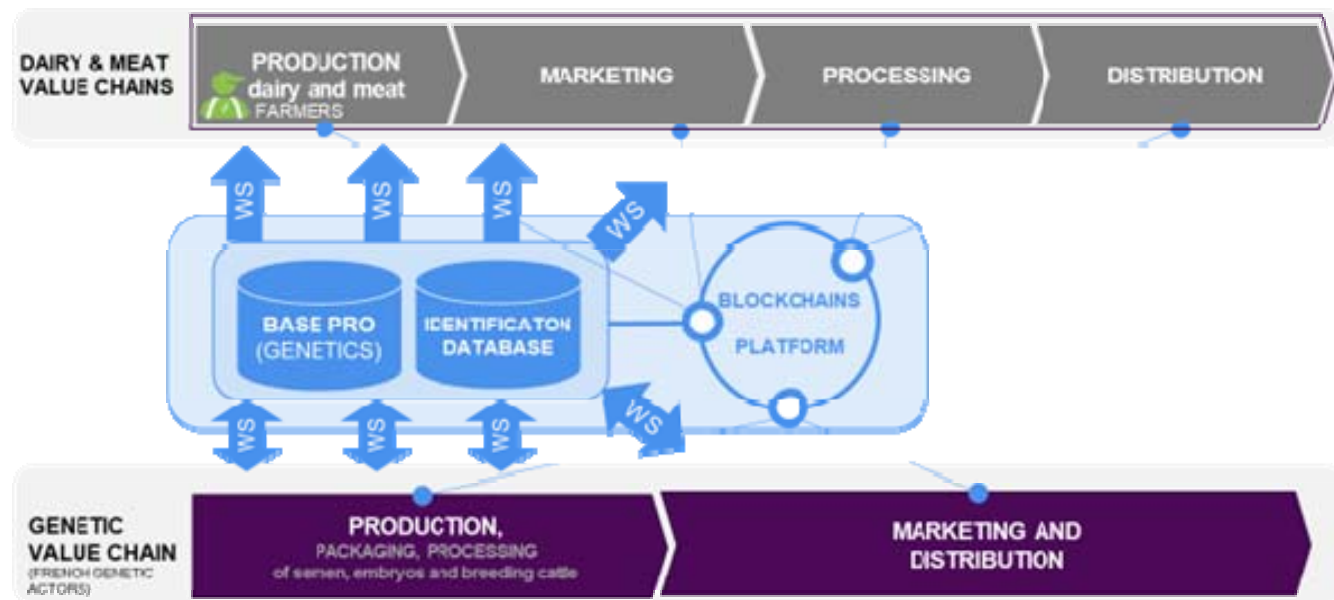 DAIRY & MEAT
VALUE CHAINS
PRODUCTION
dairy and meat
FARMERS
MARKETING
PROCESSING
DISTRIBUTION
WS
WS
WS
WS
BASE PRO
(GENETICS)
IDENTIFICATON
DATABASE
BLOCKCHAINS
PLATFORM
WS
WS
WS
WS
GENETIC
VALUE CHAIN
(FRENCH GENETIC
ACTORS)
PRODUCTION,
PACKAGING, PROCESSING
of semen, embryos and breeding cattle
MARKETING AND
DISTRIBUTION